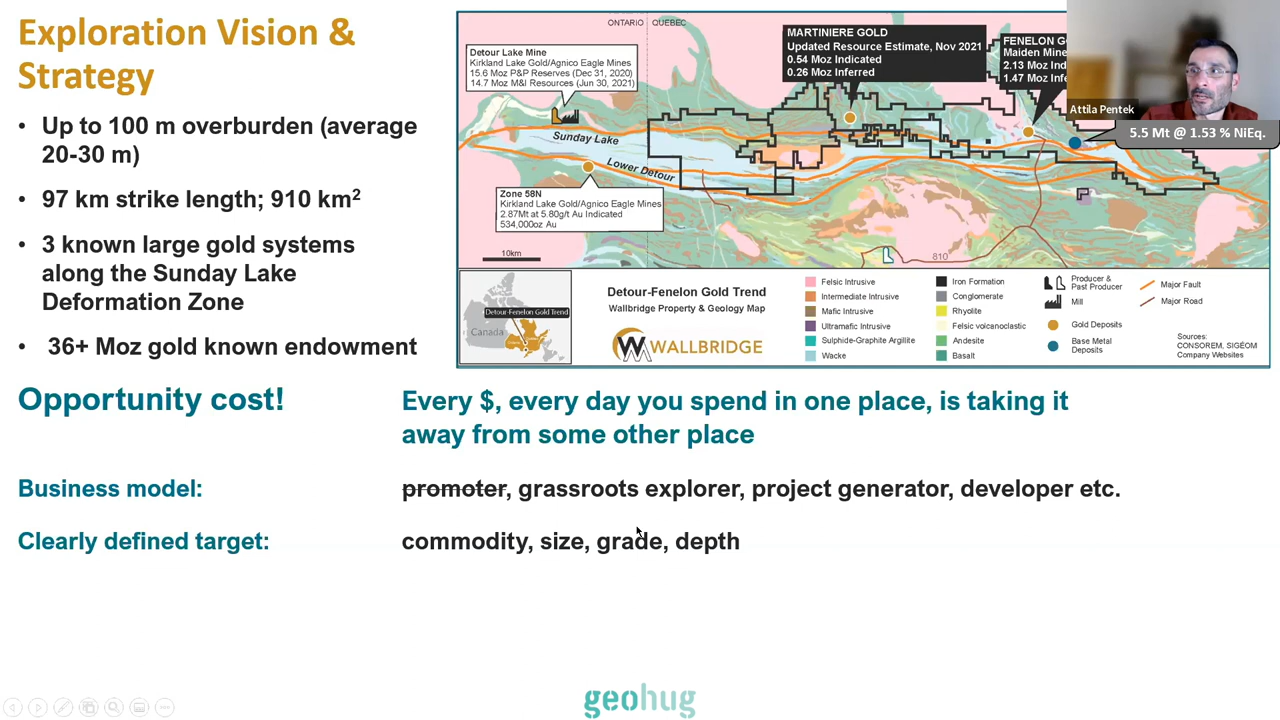 Exploration Vision &
Strategy
• Up to 100 m overburden (average
20-30 m)
• 97 km strike length; 910 km²
• 3 known large gold systems
along the Sunday Lake
Deformation Zone
• 36+ Moz gold known endowment
ONTARIO QUEBEC
Detour Lake Mine
Kirkland Lake Gold/Agnico Eagle Mines
15.6 Moz P&P Reserves (Dec 31, 2020)
14.7 Moz M&I Resources (Jun 30, 2021)
MARTINIERE GOLD
Updated Resource Estimate, Nov 2021
0.54 Moz Indicated
0.26 Moz Inferred
FENELON
Maiden
2.13 Moz
1.47 Moz
Attila Pentek
5.5 Mt @ 1.53 % NiEq.
Sunday Lake
Lower Detour
Zone 58N
Kirkland Lake Gold/Agnico Eagle Mines
2.87Mt at 5.80g/t Au Indicated
534,000oz Au
10km
810
Canada
Detour-Fenelon Gold Trend
Detour-Fenelon Gold Trend
Wallbridge Property & Geology Map
WALLBRIDGE
Felsic Intrusive
Intermediate Intrusive
Mafic Intrusive
Ultramafic Intrusive
Sulphide-Graphite Argillite
Wacke
Iron Formation
Conglomerate
Rhyolite
Felsic volcanoclastic
Andesite
Basalt
Producer &
Past Producer
Mill
Gold Deposits
Base Metal
Deposits
Major Fault
Major Road
Sources:
CONSOREM, SIGÉOM
Company Websites
Opportunity cost!
Every $, every day you spend in one place, is taking it
away from some other place
Business model:
promoter, grassroots explorer, project generator, developer etc.
Clearly defined target:
commodity, size, grade, depth
geohug